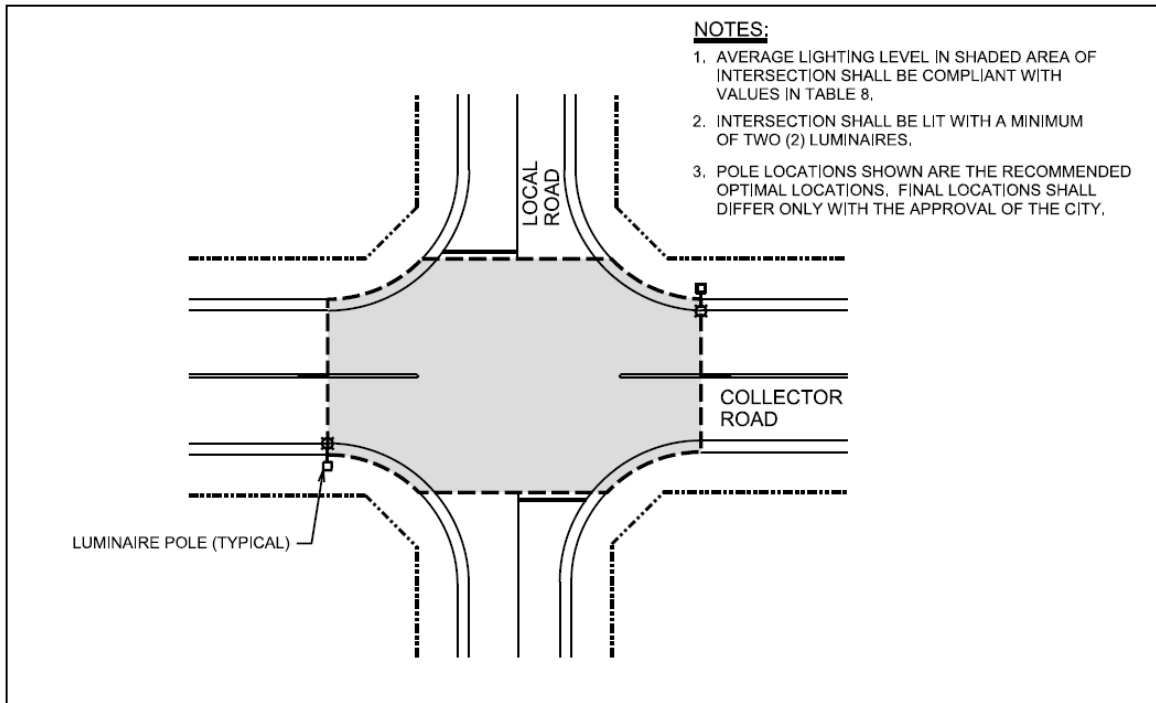 NOTES:
1. AVERAGE LIGHTING LEVEL IN SHADED AREA OF
INTERSECTION SHALL BE COMPLIANT WITH
VALUES IN TABLE 8.
2. INTERSECTION SHALL BE LIT WITH A MINIMUM
OF TWO (2) LUMINAIRES.
3. POLE LOCATIONS SHOWN ARE THE RECOMMENDED
OPTIMAL LOCATIONS. FINAL LOCATIONS SHALL
DIFFER ONLY WITH THE APPROVAL OF THE CITY.
LOCAL
ROAD
COLLECTOR
ROAD
LUMINAIRE POLE (TYPICAL)